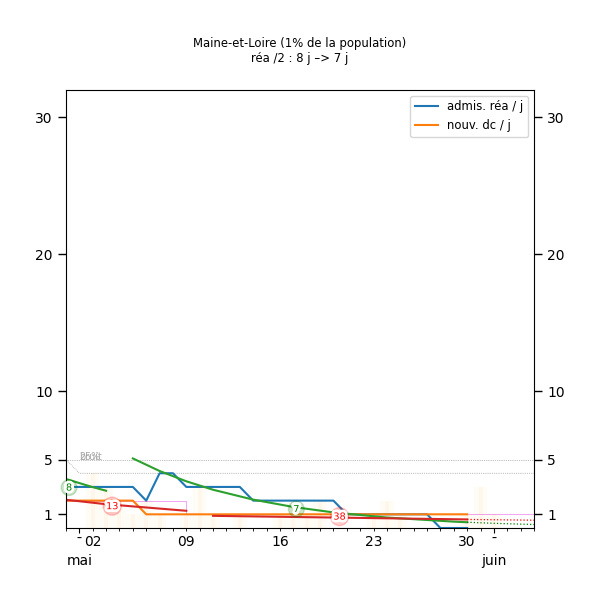 Maine-et-Loire (1% de la population)
réa /2 : 8 j –> 7 j
admis. réa / j
nouv. dc / j
30 30
20 20
10 10
5 5
1 1
8
13
7
38
02 09 16 23 30
mai juin